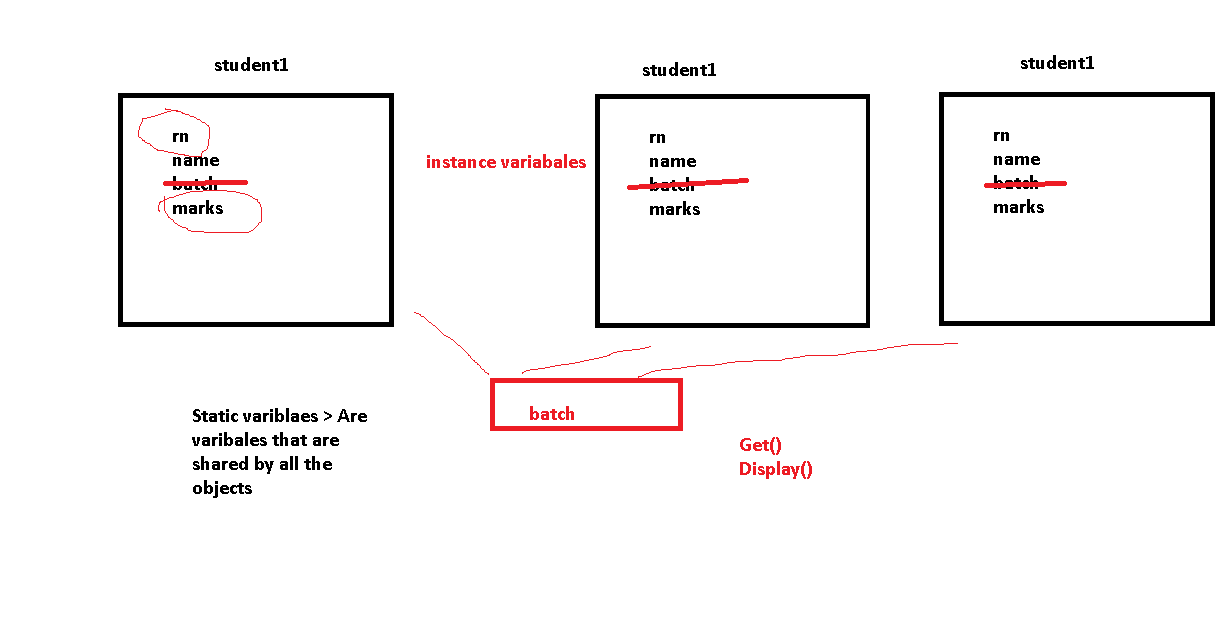 student1
student1
student1
rn
name
batch
marks
instance variabales
rn
name
batch
marks
rn
name
batch
marks
batch
Static variblaes > Are
varibales that are
shared by all the
objects
Get()
Display()